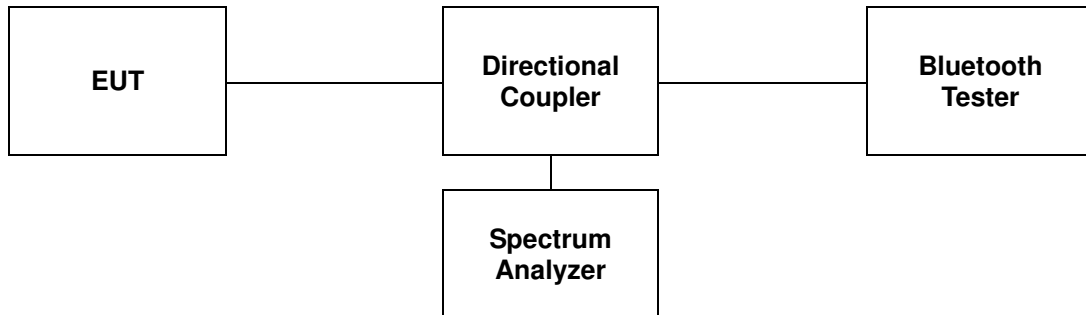 EUT
Directional
Coupler
Bluetooth
Tester
Spectrum
Analyzer